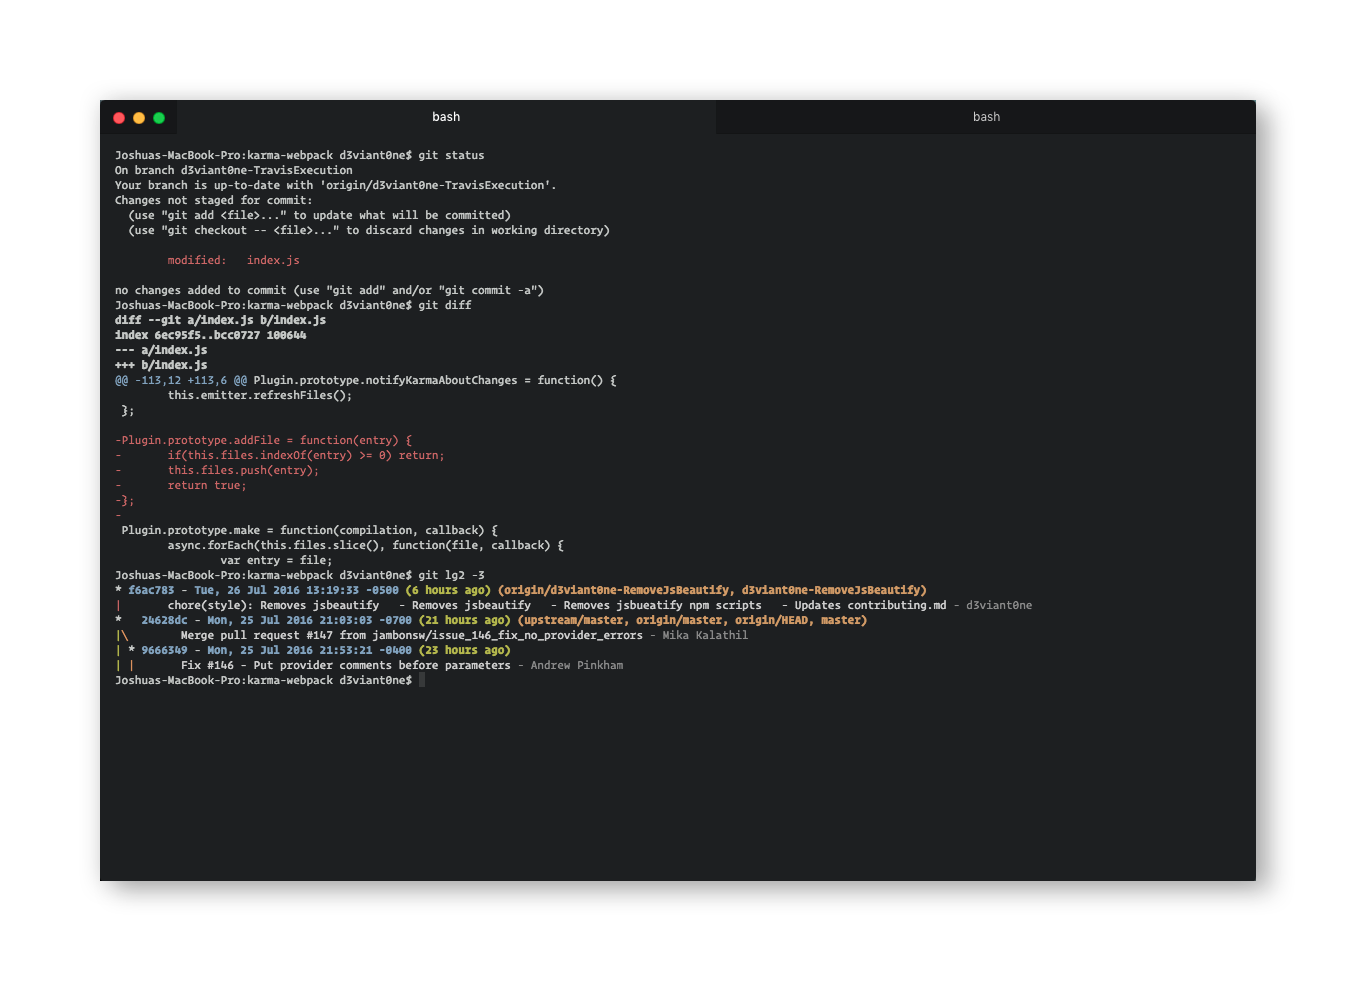 bash
bash
Joshuas-MacBook-Pro:karma-webpack d3viant0ne$ git status
On branch d3viant0ne-TravisExecution
Your branch is up-to-date with 'origin/d3viant0ne-TravisExecution'.
Changes not staged for commit:
  (use "git add <file>..." to update what will be committed)
  (use "git checkout -- <file>..." to discard changes in working directory)
        modified:   index.js
no changes added to commit (use "git add" and/or "git commit -a")
Joshuas-MacBook-Pro:karma-webpack d3viant0ne$ git diff
diff --git a/index.js b/index.js
index 6ec95f5..bcc0727 100644
--- a/index.js
+++ b/index.js
@@ -113,12 +113,6 @@ Plugin.prototype.notifyKarmaAboutChanges = function() {
        this.emitter.refreshFiles();
 };
-Plugin.prototype.addFile = function(entry) {
-       if(this.files.indexOf(entry) >= 0) return;
-       this.files.push(entry);
-       return true;
-};
-
 Plugin.prototype.make = function(compilation, callback) {
        async.forEach(this.files.slice(), function(file, callback) {
                var entry = file;
Joshuas-MacBook-Pro:karma-webpack d3viant0ne$ git lg2 -3
* f6ac783 - Tue, 26 Jul 2016 13:19:33 -0500 (6 hours ago) (origin/d3viant0ne-RemoveJsBeautify, d3viant0ne-RemoveJsBeautify)
|       chore(style): Removes jsbeautify   - Removes jsbeautify   - Removes jsbueatify npm scripts   - Updates contributing.md - d3viant0ne
*   24628dc - Mon, 25 Jul 2016 21:03:03 -0700 (21 hours ago) (upstream/master, origin/master, origin/HEAD, master)
|\        Merge pull request #147 from jambonsw/issue_146_fix_no_provider_errors - Mika Kalathil
| * 9666349 - Mon, 25 Jul 2016 21:53:21 -0400 (23 hours ago)
| |       Fix #146 - Put provider comments before parameters - Andrew Pinkham
Joshuas-MacBook-Pro:karma-webpack d3viant0ne$